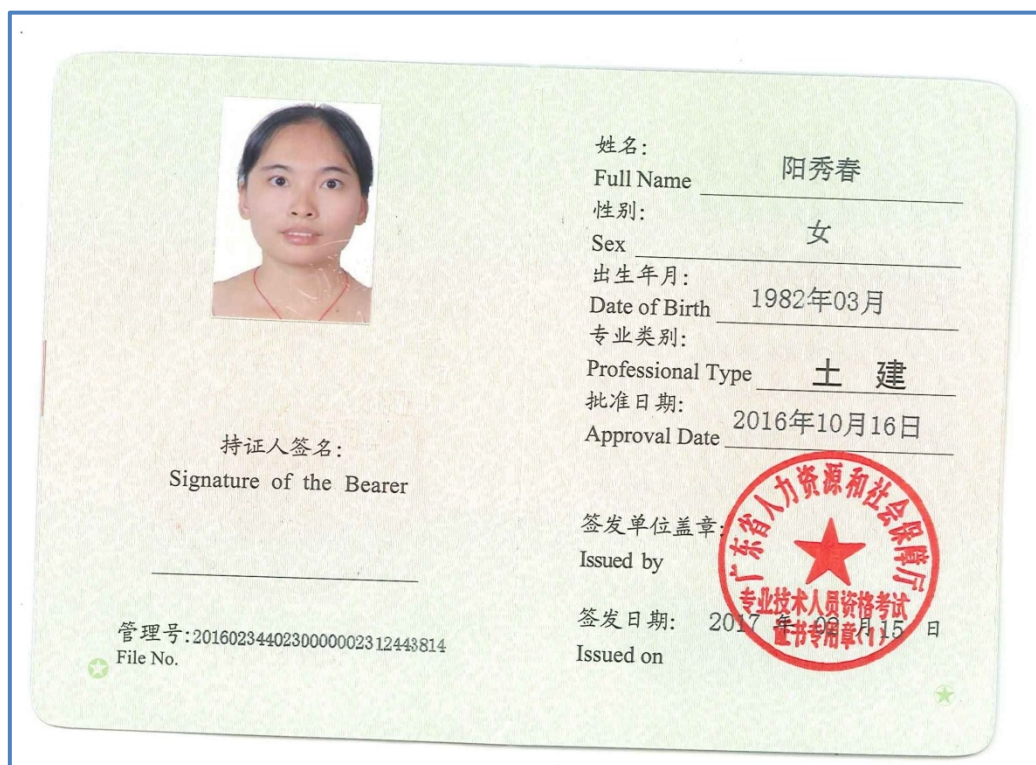 姓名:
Full Name 阳秀春
性别:
Sex 女
出生年月:
Date of Birth 1982年03月
专业类别:
Professional Type 土 建
批准日期:
Approval Date 2016年10月16日
持证人签名:
Signature of the Bearer
签发单位盖章:
Issued by
广东省人力资源和社会保障厅
专业技术人员资格考试
证书专用章(1)
签发日期: 2017 年 02 月 15 日
Issued on
管理号:2016023440230000002312443814
File No.